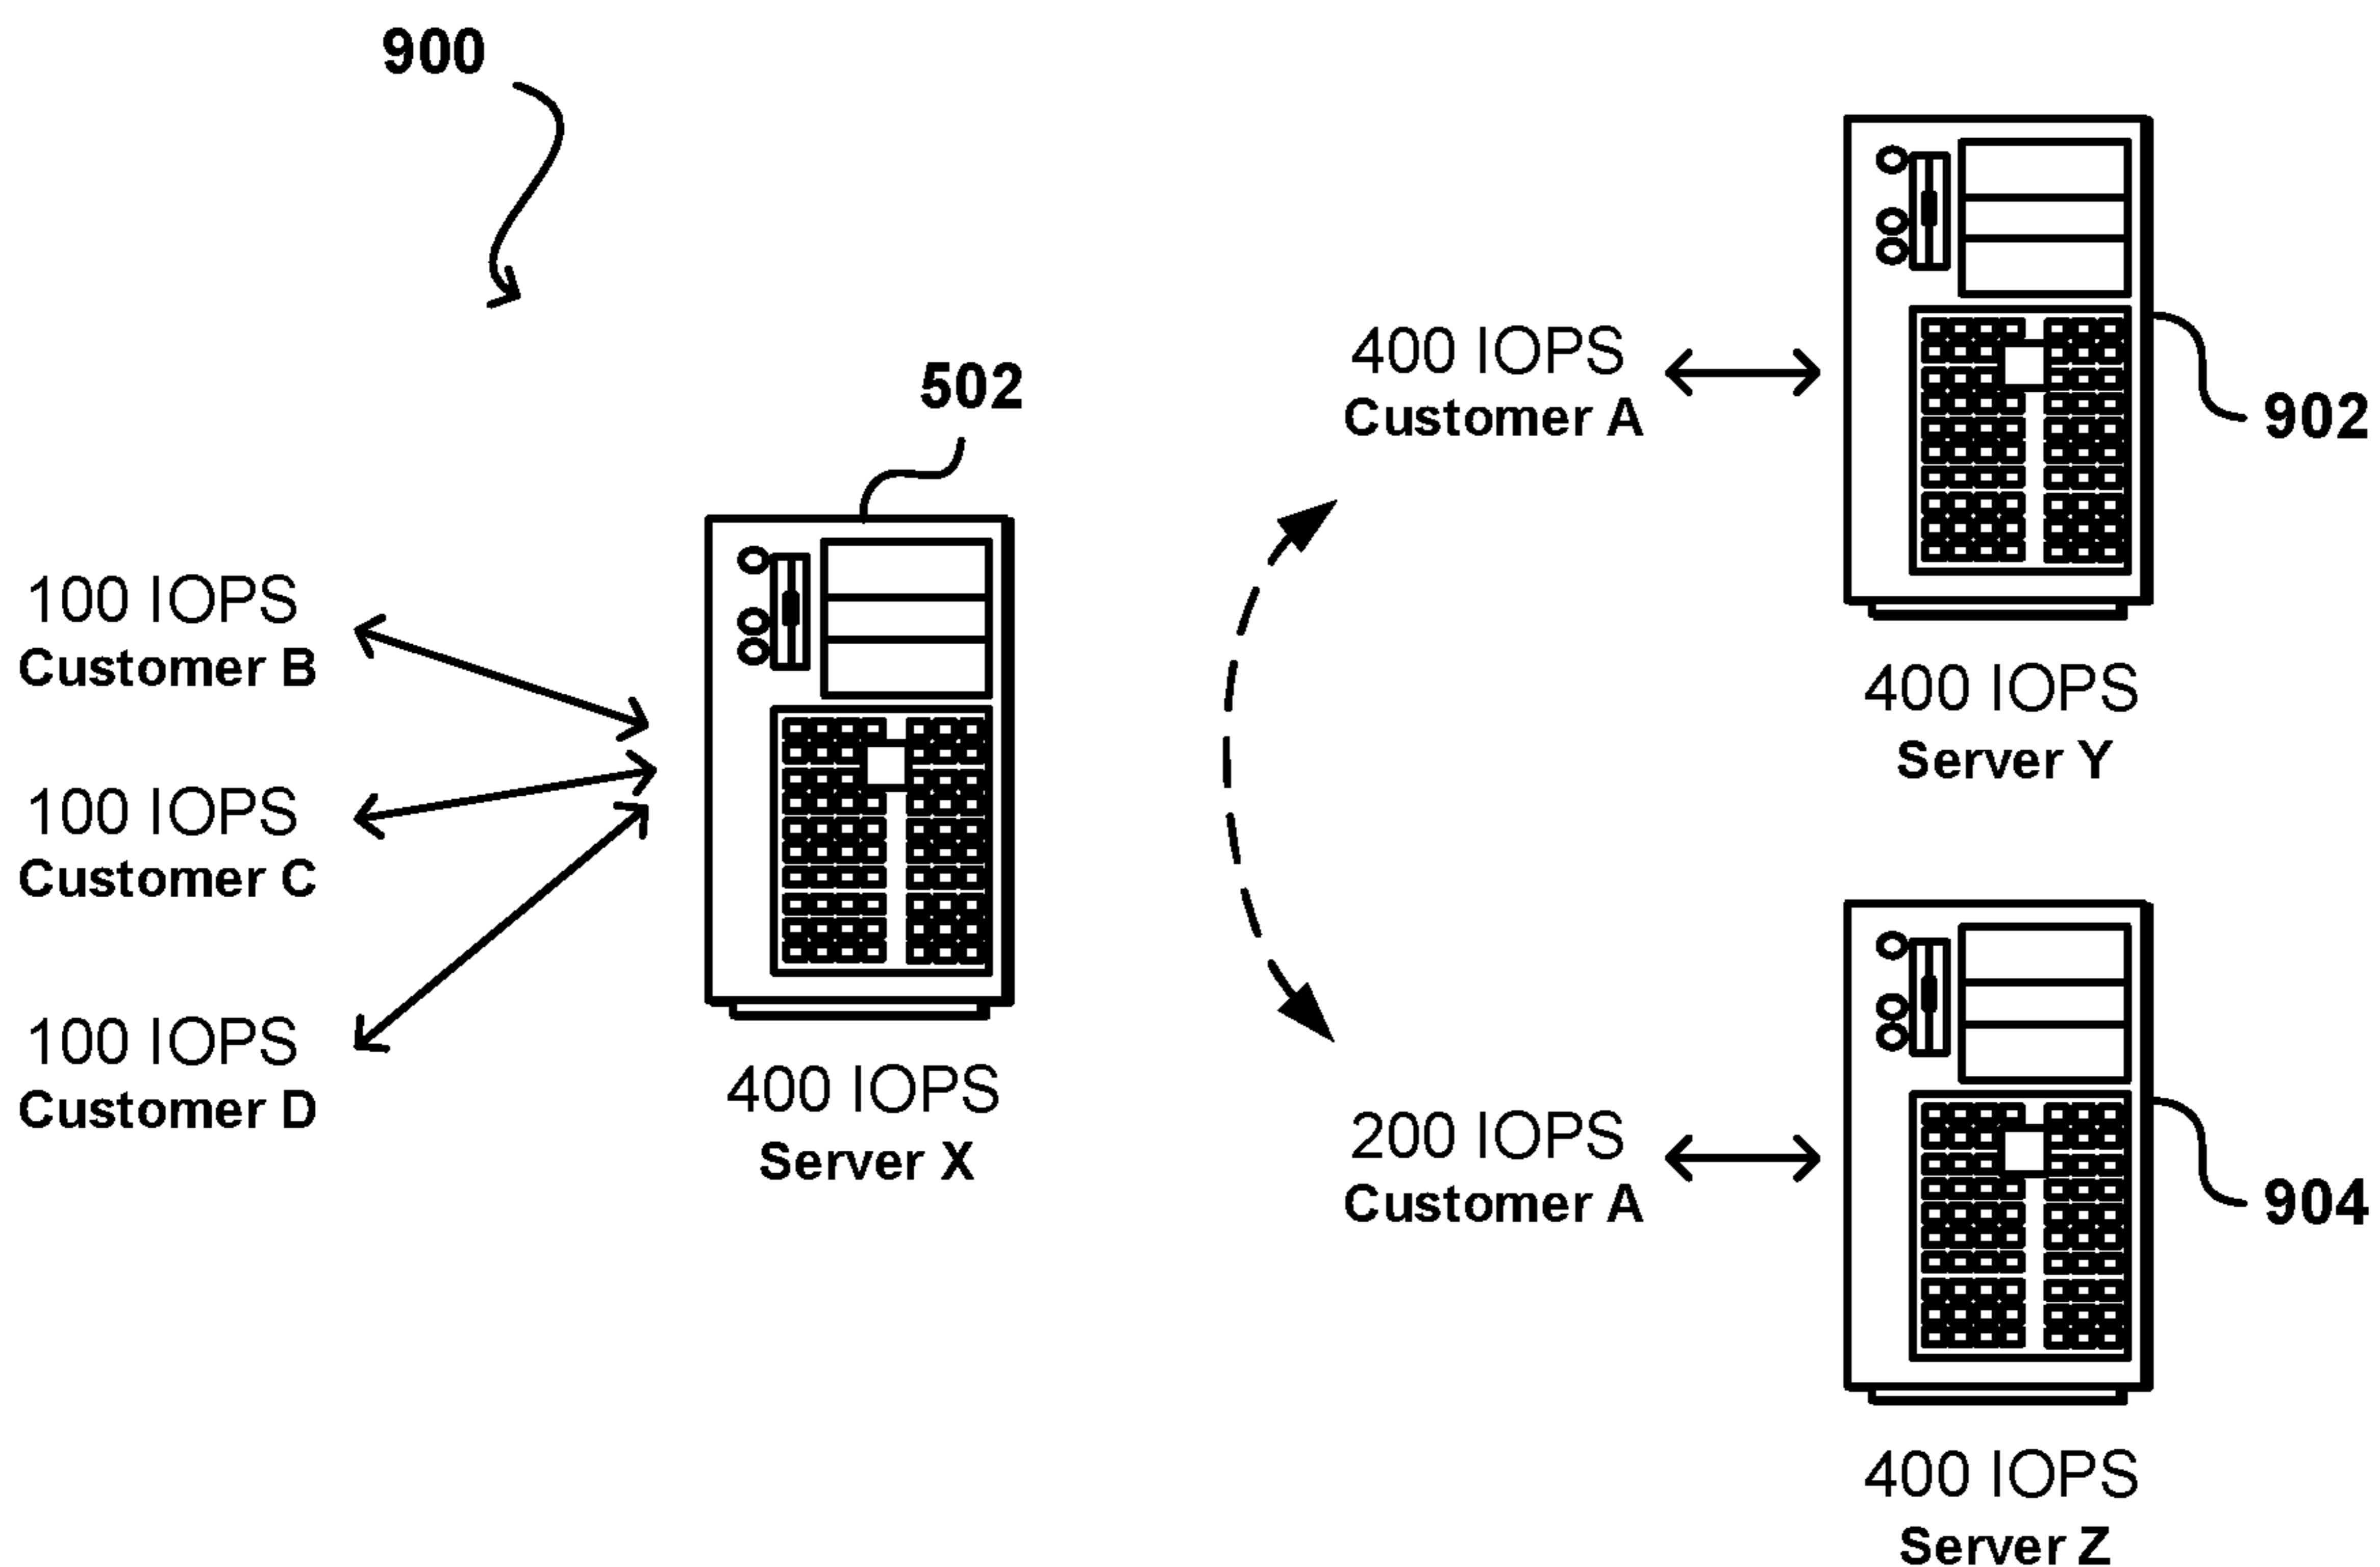 900
502
100 IOPS
Customer B
100 IOPS
Customer C
100 IOPS
Customer D
400 IOPS
Server X
400 IOPS
Customer A
902
400 IOPS
Server Y
200 IOPS
Customer A
904
400 IOPS
Server Z